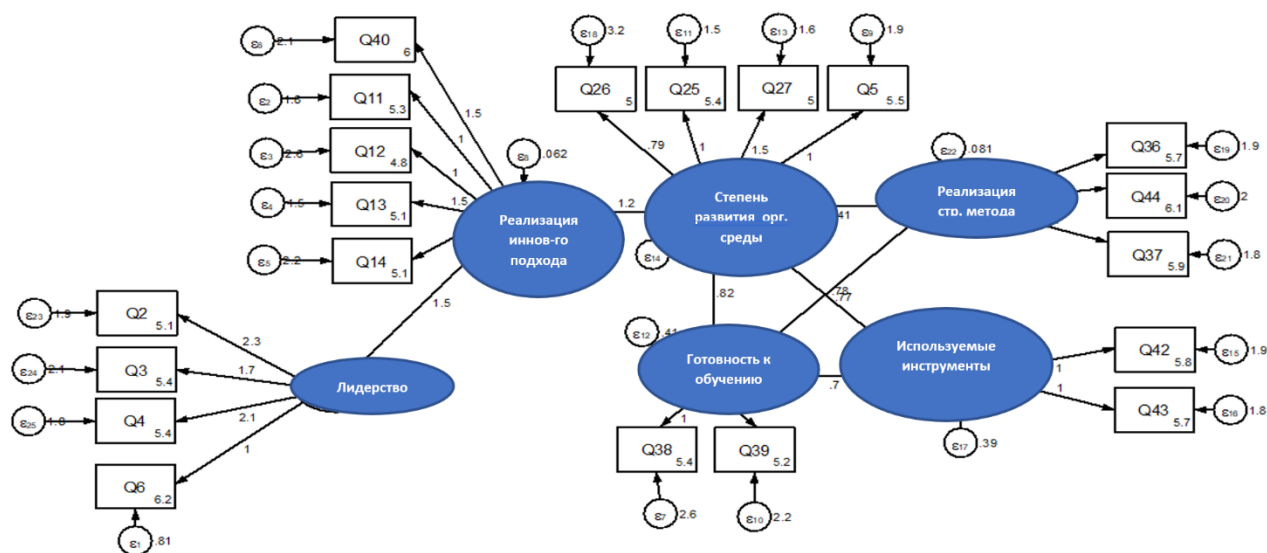 ε₆ 2.1
Q40
6
ε₂ 1.6
Q11
5.3
ε₃ 2.6
Q12
4.8
ε₄ 1.5
Q13
5.1
ε₅ 2.2
Q14
5.1
1.5
1
1
1.5
.062
Реализация
иннов-го
подхода
1.5
1.2
ε₁₈ 3.2
Q26
5
ε₁₁ 1.5
Q25
5.4
ε₁₃ 1.6
Q27
5
ε₉ 1.9
Q5
5.5
.79
1
1.5
1
Степень
развития орг.
среды
ε₁₄
.41
ε₂₂ .081
Реализация
стр. метода
Q36
5.7
ε₁₉ 1.9
Q44
6.1
ε₂₀ 2
Q37
5.9
ε₂₁ 1.8
.82
.78
.77
ε₂₃ 1.9
Q2
5.1
ε₂₄ 2.1
Q3
5.4
ε₂₅ 1.8
Q4
5.4
Q6
6.2
ε₁ .81
2.3
1.7
2.1
1
Лидерство
ε₁₂ .41
Готовность к
обучению
.7
Используемые
инструменты
1
1
Q42
5.8
ε₁₅ 1.9
Q43
5.7
ε₁₆ 1.8
ε₁₇ .39
1
Q38
5.4
Q39
5.2
ε₇ 2.6
ε₁₀ 2.2